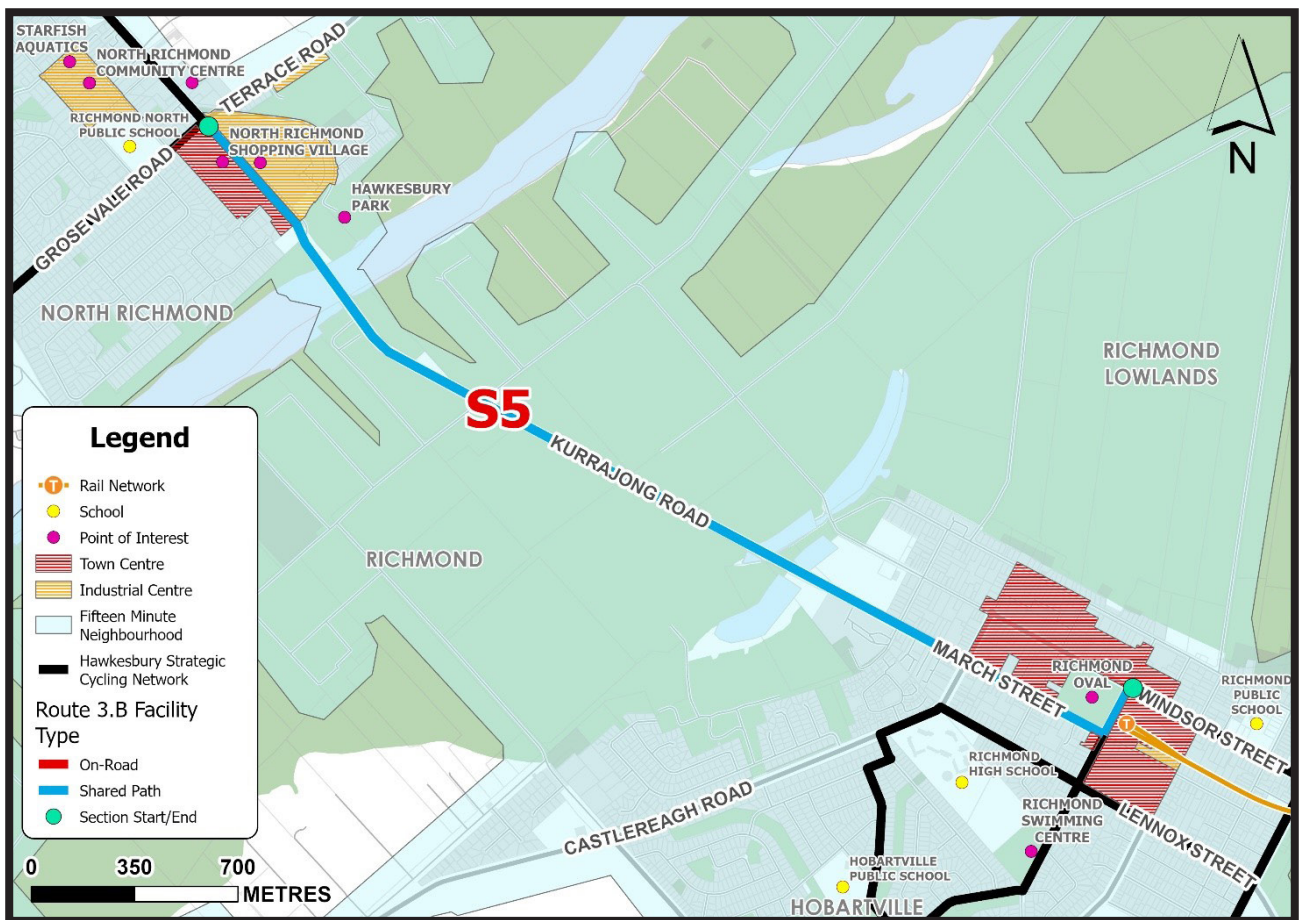 STARFISH
AQUATICS
NORTH RICHMOND
COMMUNITY CENTRE
TERRACE ROAD
RICHMOND NORTH
PUBLIC SCHOOL
NORTH RICHMOND
SHOPPING VILLAGE
GROSE VALE ROAD
HAWKESBURY
PARK
N
NORTH RICHMOND
RICHMOND
LOWLANDS
S5
KURRAJONG ROAD
RICHMOND
Legend
T Rail Network
School
Point of Interest
Town Centre
Industrial Centre
Fifteen Minute
Neighbourhood
Hawkesbury Strategic
Cycling Network
Route 3.B Facility
Type
On-Road
Shared Path
Section Start/End
0 350 700
METRES
MARCH STREET
RICHMOND
OVAL
WINDSOR STREET
RICHMOND
PUBLIC
SCHOOL
T
RICHMOND
HIGH SCHOOL
CASTLEREAGH ROAD
RICHMOND
SWIMMING
CENTRE
LENNOX STREET
HOBARTVILLE
PUBLIC SCHOOL
HOBARTVILLE